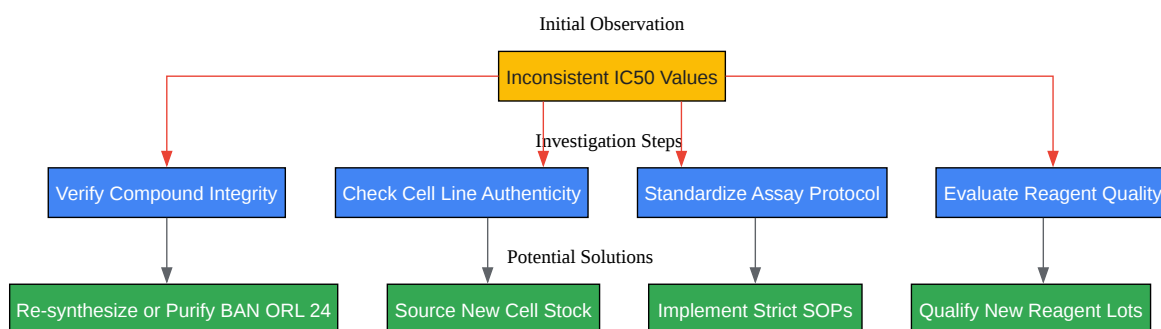 Initial Observation
Inconsistent IC50 Values
Investigation Steps
Verify Compound Integrity
Check Cell Line Authenticity
Standardize Assay Protocol
Evaluate Reagent Quality
Potential Solutions
Re-synthesize or Purify BAN ORL 24
Source New Cell Stock
Implement Strict SOPs
Qualify New Reagent Lots